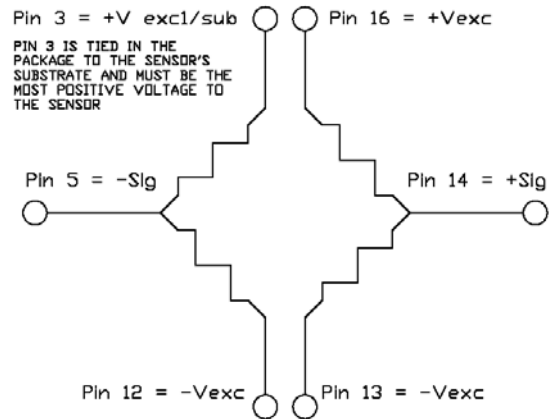 Pin 3 = +V exc1/sub
Pin 16 = +Vexc
PIN 3 IS TIED IN THE
PACKAGE TO THE SENSOR'S
SUBSTRATE AND MUST BE THE
MOST POSITIVE VOLTAGE TO
THE SENSOR
Pin 5 = -Sig
Pin 14 = +Sig
Pin 12 = -Vexc
Pin 13 = -Vexc